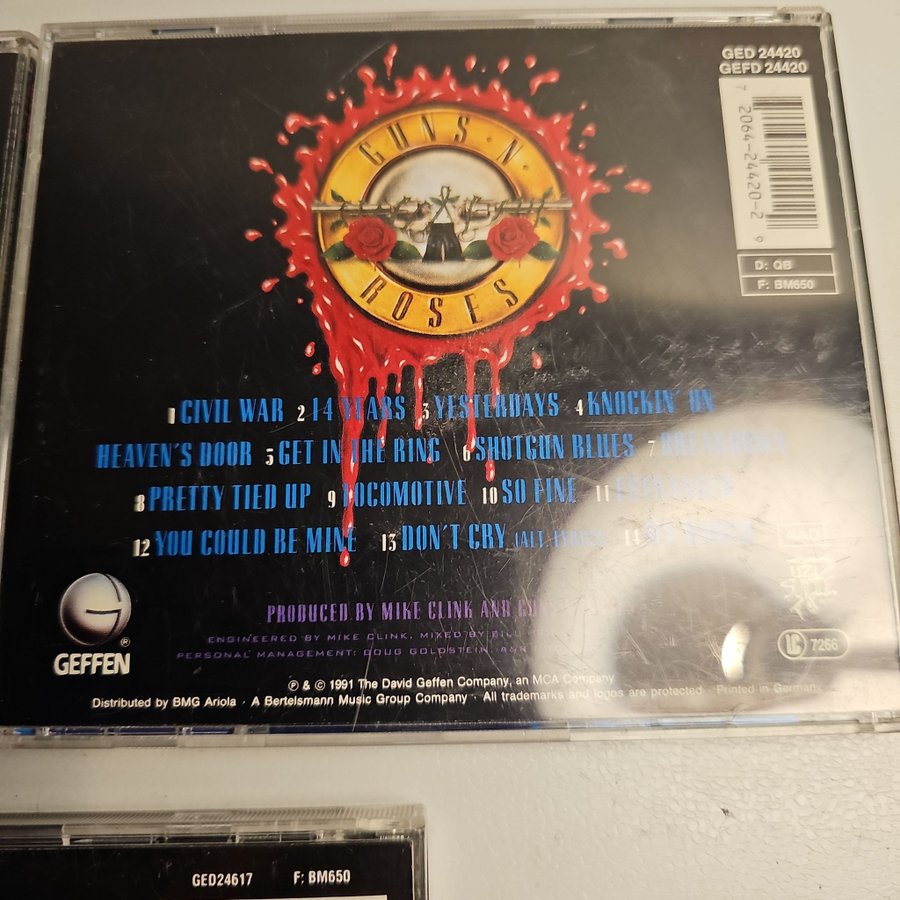 GED 24420
GEFD 24420
7 2064-24420-2 9
D: QB
F: BM650
GUNS · N ·
ROSES
1 CIVIL WAR 2 14 YEARS 3 YESTERDAYS 4 KNOCKIN' ON
HEAVEN'S DOOR 5 GET IN THE RING 6 SHOTGUN BLUES 7
8 PRETTY TIED UP 9 LOCOMOTIVE 10 SO FINE 11
12 YOU COULD BE MINE 13 DON'T CRY (ALT. LYRICS) 14
PRODUCED BY MIKE CLINK AND
ENGINEERED BY MIKE CLINK, MIXED BY BILL
PERSONAL MANAGEMENT: DOUG GOLDSTEIN, A&R
GEFFEN
LC 7266
℗ & © 1991 The David Geffen Company, an MCA Company
Distributed by BMG Ariola · A Bertelsmann Music Group Company · All trademarks and logos are protected · Printed in Germany
GED24617 F: BM650